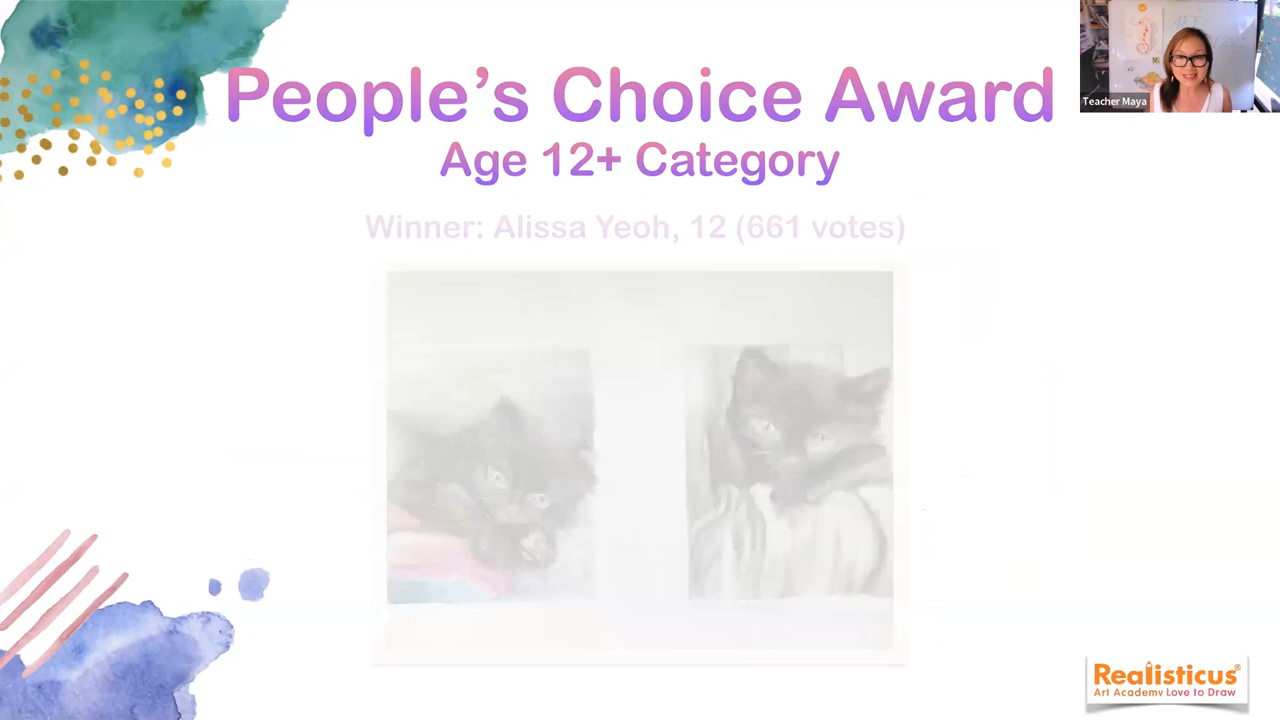 People's Choice Award
Age 12+ Category
Winner: Alissa Yeoh, 12 (661 votes)
Teacher Maya
Realisticus®
Art Academy Love to Draw